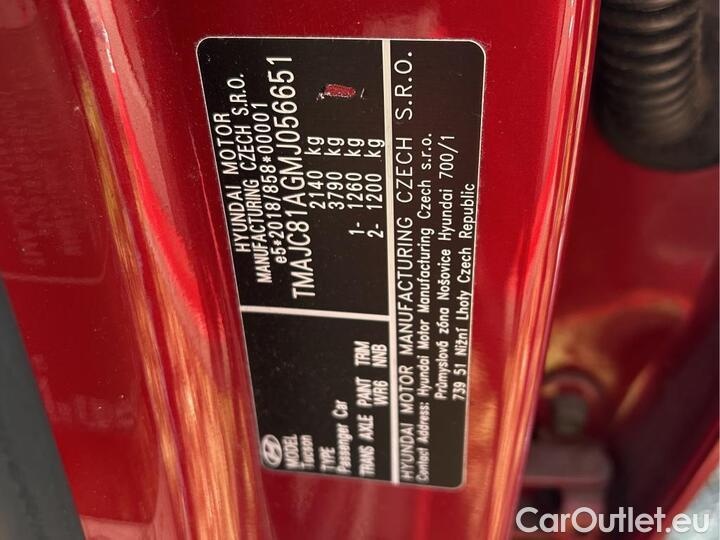 HYUNDAI MOTOR
MANUFACTURING CZECH S.R.O.
e5*2018/858*00001
TMAJC81AGMJ056651
2140 kg
3790 kg
1- 1260 kg
2- 1200 kg
MODEL
Tucson
TYPE
Passenger Car
TRANS AXLE PAINT TRIM
WR6 NNB
HYUNDAI MOTOR MANUFACTURING CZECH S.R.O.
Contact Address: Hyundai Motor Manufacturing Czech s.r.o.
Průmyslová zóna Nošovice Hyundai 700/1
739 51 Nižní Lhoty Czech Republic
CarOutlet.eu